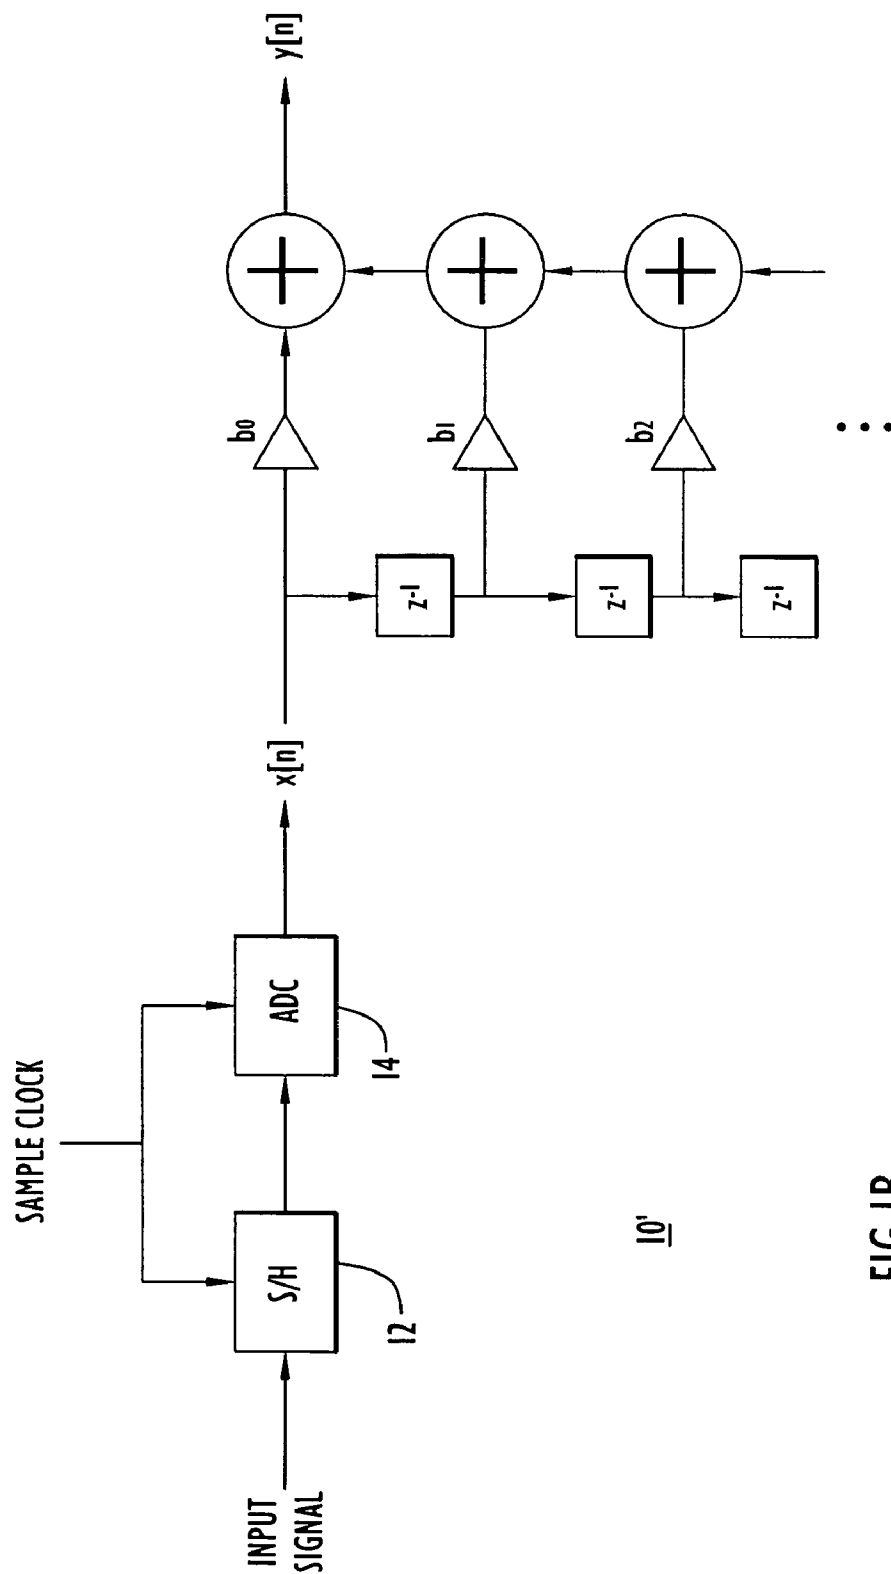 SAMPLE CLOCK
INPUT
SIGNAL
S/H
12
ADC
14
x[n]
b0
y[n]
z-1
b1
z-1
b2
z-1
10'
FIG. 1B